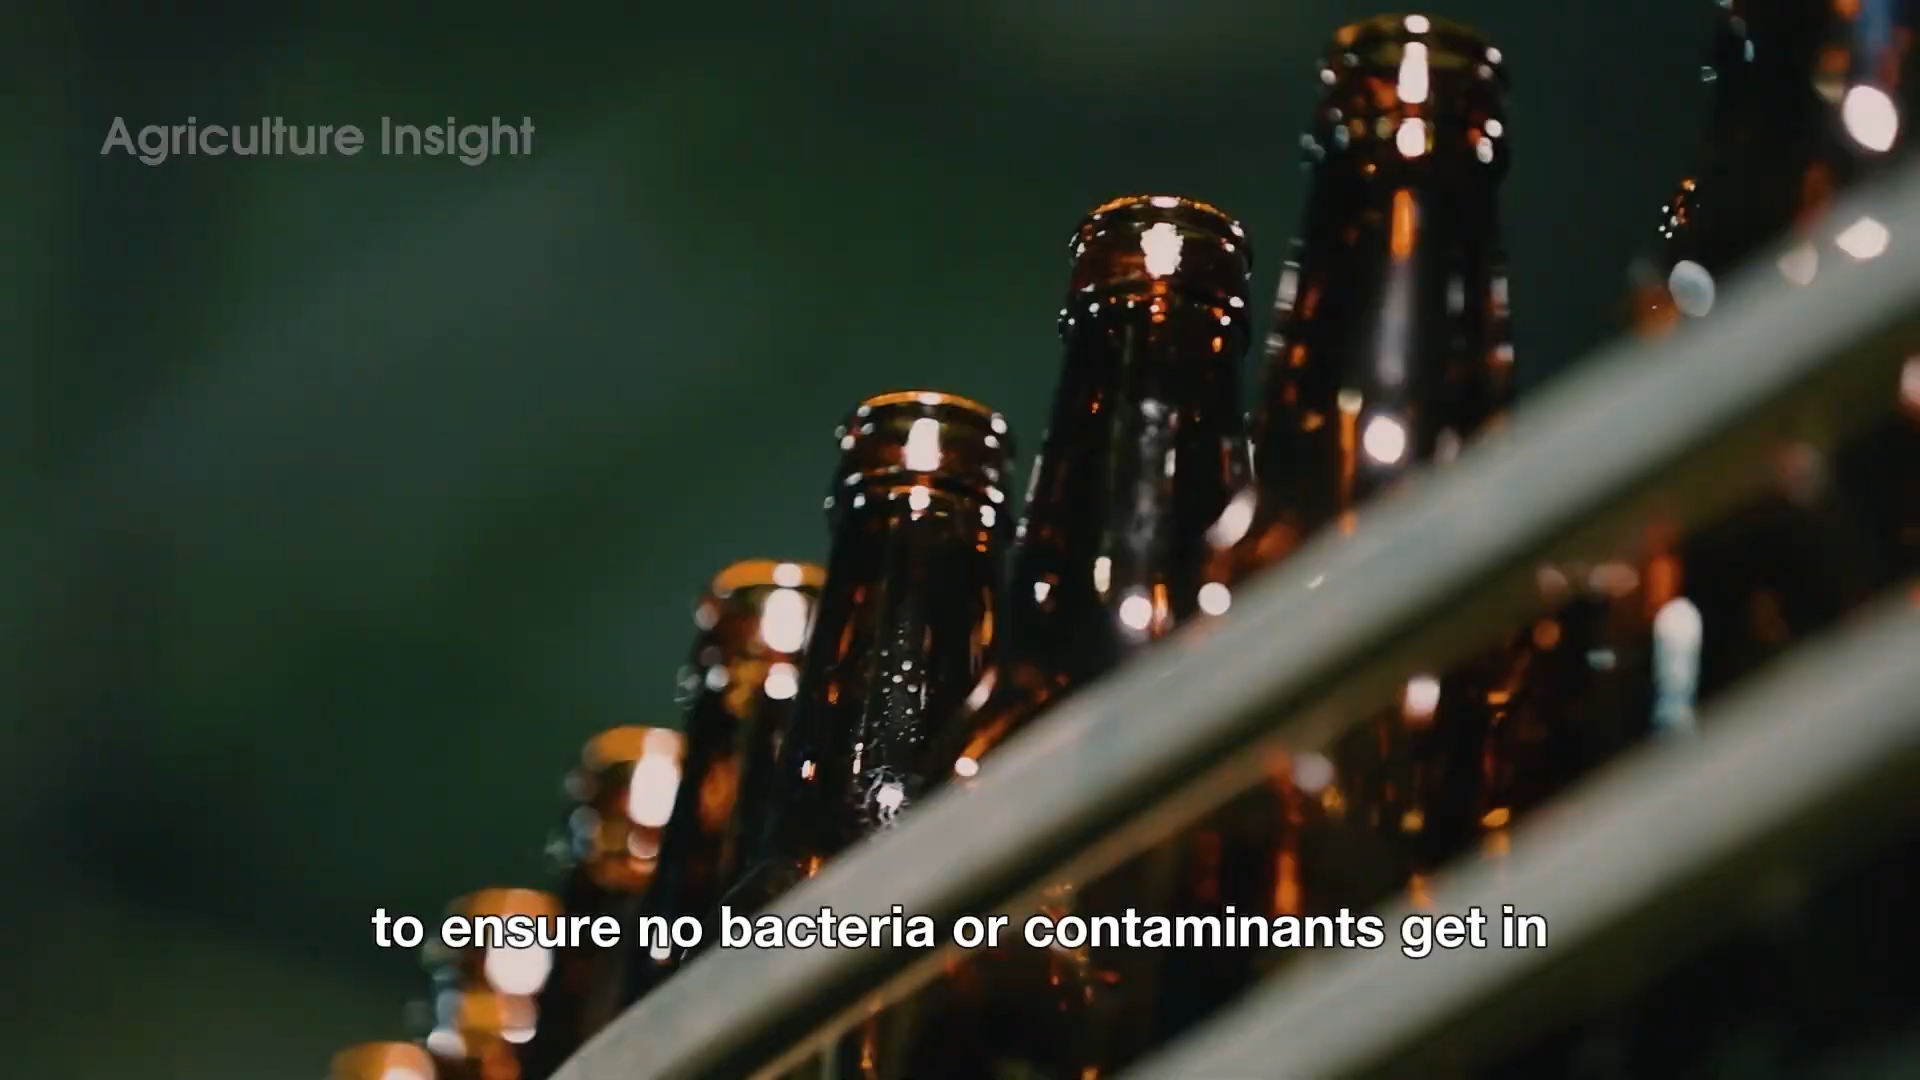 Agriculture Insight
to ensure no bacteria or contaminants get in